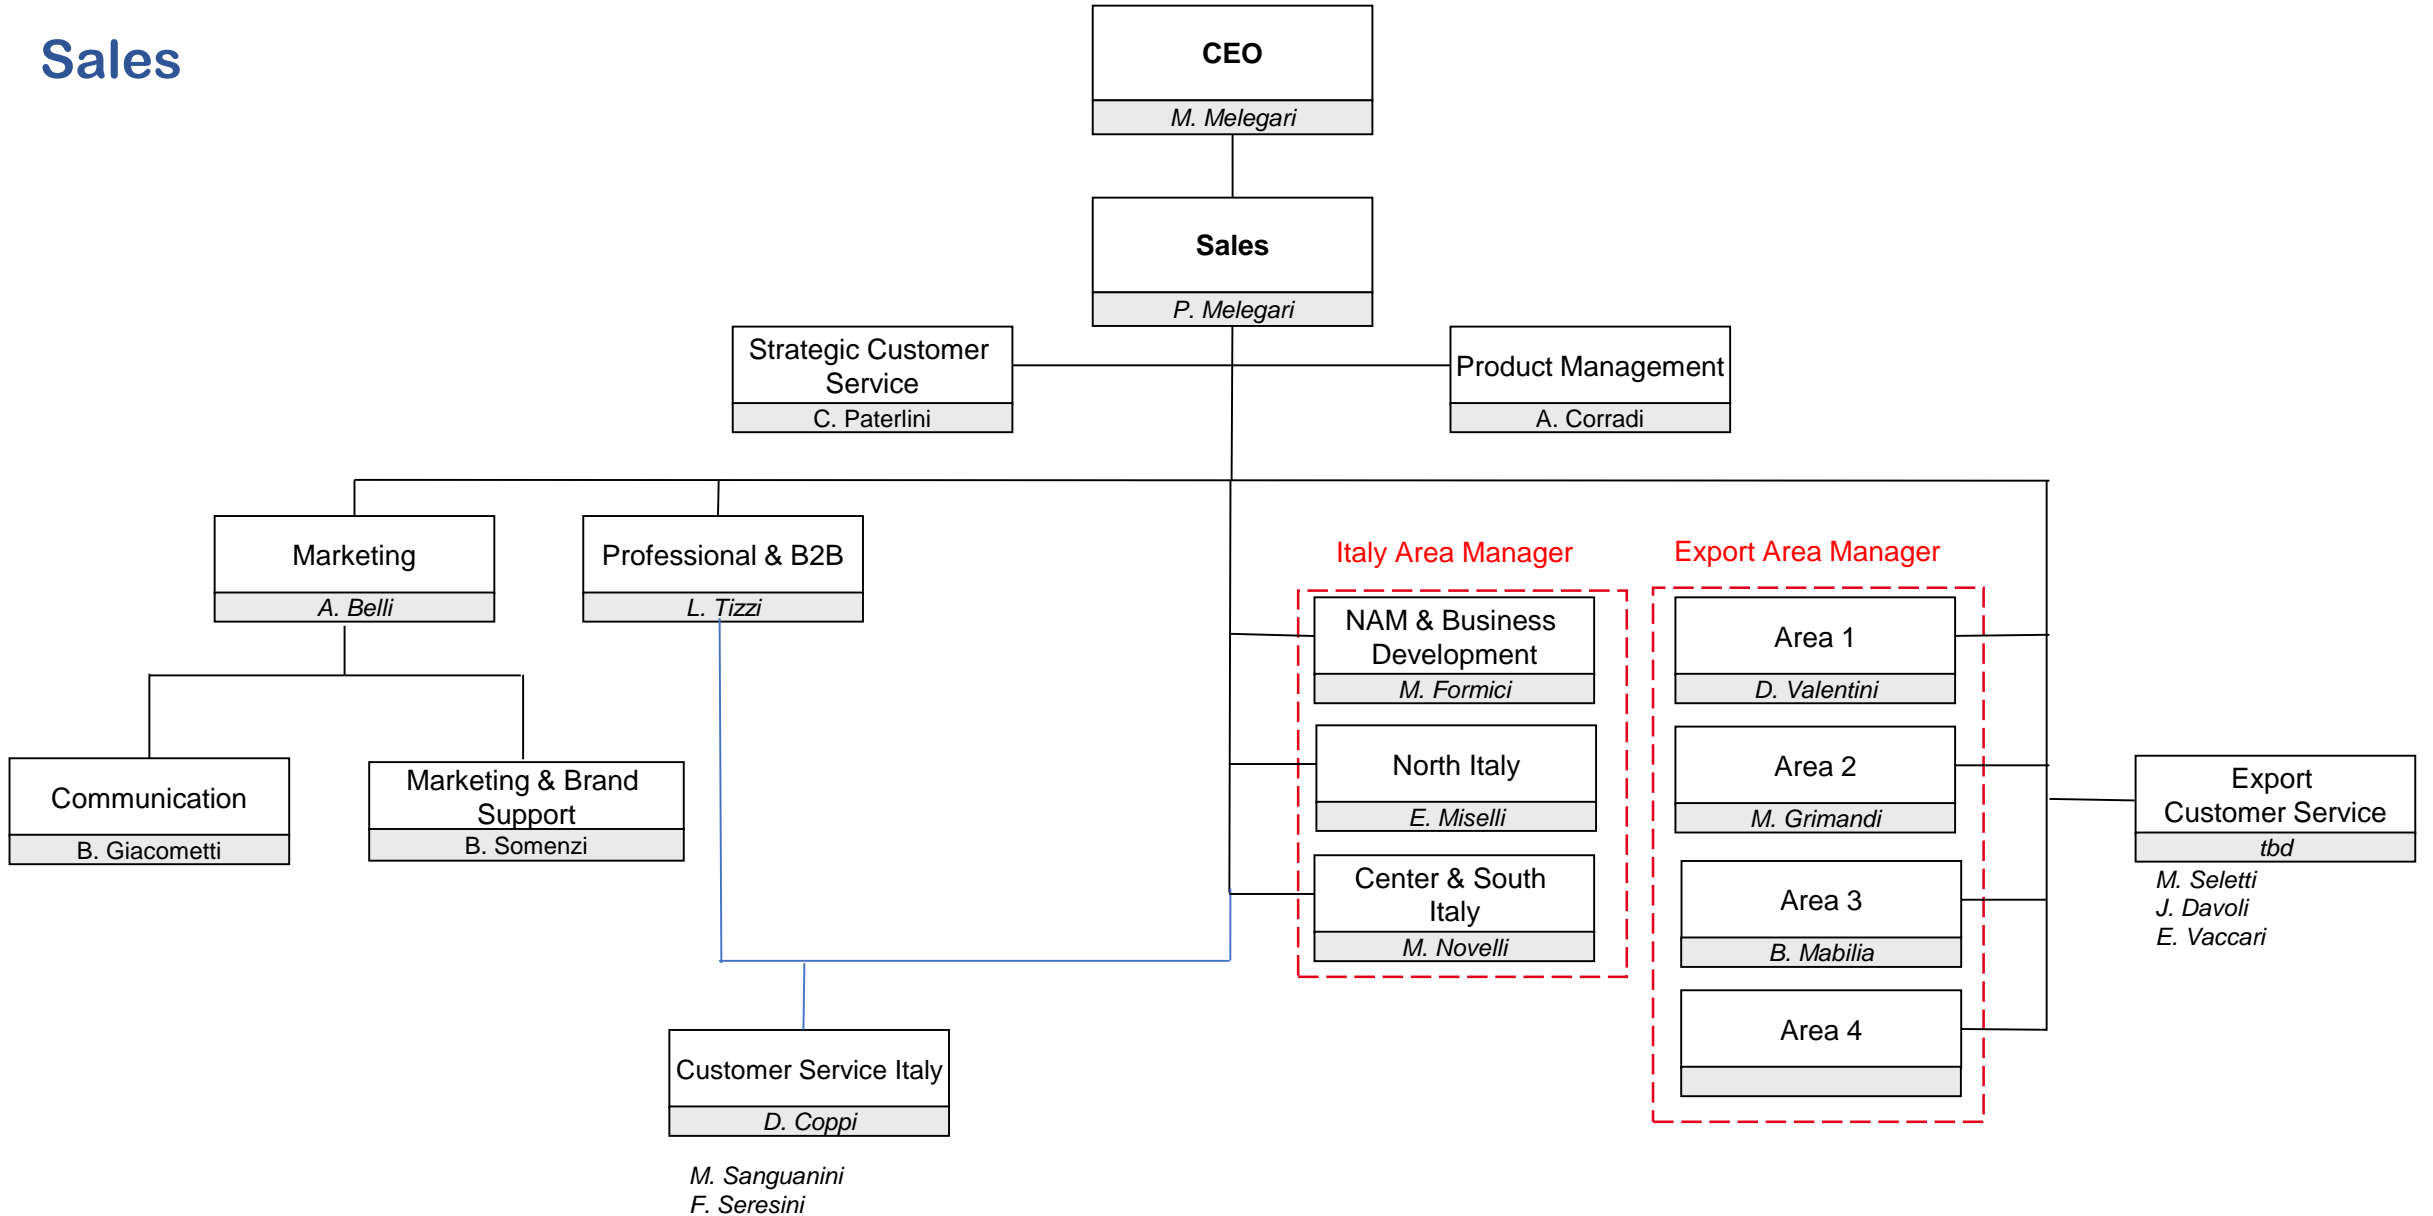 Sales
CEO
M. Melegari
Sales
P. Melegari
Strategic Customer
Service
C. Paterlini
Product Management
A. Corradi
Marketing
A. Belli
Professional & B2B
L. Tizzi
Italy Area Manager
Export Area Manager
NAM & Business
Development
M. Formici
Area 1
D. Valentini
North Italy
E. Miselli
Area 2
M. Grimandi
Communication
B. Giacometti
Marketing & Brand
Support
B. Somenzi
Export
Customer Service
tbd
M. Seletti
J. Davoli
E. Vaccari
Center & South
Italy
M. Novelli
Area 3
B. Mabilia
Area 4
Customer Service Italy
D. Coppi
M. Sanguanini
F. Seresini